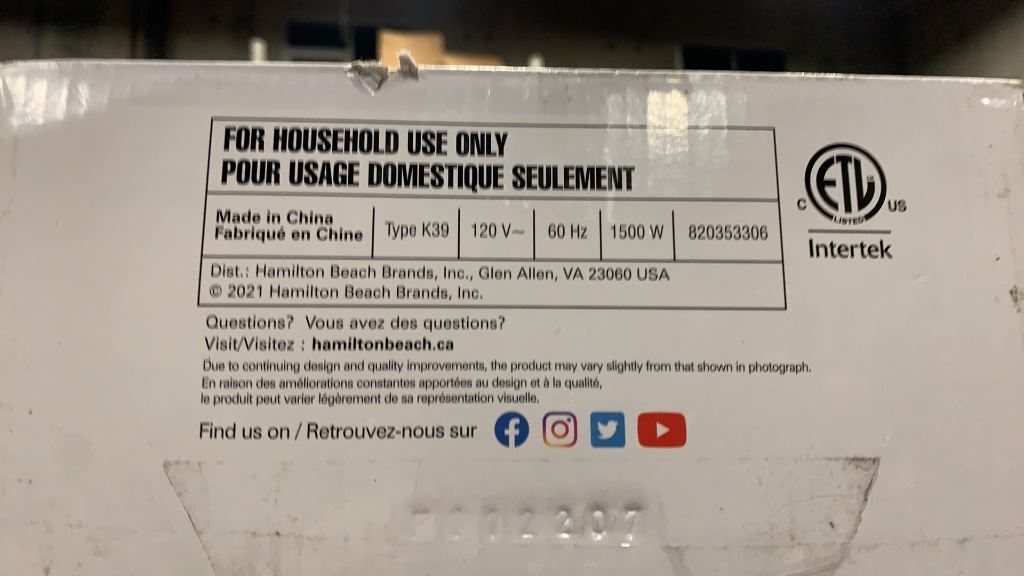 FOR HOUSEHOLD USE ONLY
POUR USAGE DOMESTIQUE SEULEMENT
Made in China
Fabriqué en Chine
Type K39
120 V~
60 Hz
1500 W
820353306
Dist.: Hamilton Beach Brands, Inc., Glen Allen, VA 23060 USA
© 2021 Hamilton Beach Brands, Inc.
ETL
LISTED
C US
Intertek
Questions? Vous avez des questions?
Visit/Visitez : hamiltonbeach.ca
Due to continuing design and quality improvements, the product may vary slightly from that shown in photograph.
En raison des améliorations constantes apportées au design et à la qualité,
le produit peut varier légèrement de sa représentation visuelle.
Find us on / Retrouvez-nous sur